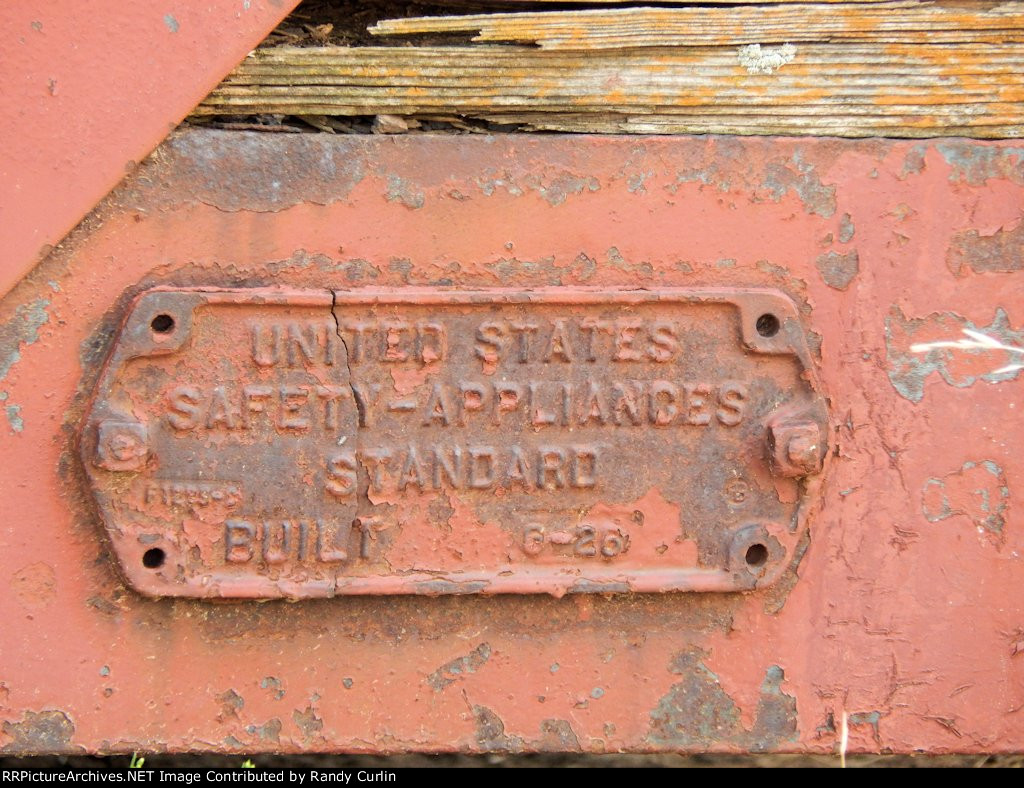 UNITED STATES
SAFETY-APPLIANCES
STANDARD
BUILT 6-26
RRPictureArchives.NET Image Contributed by Randy Curlin